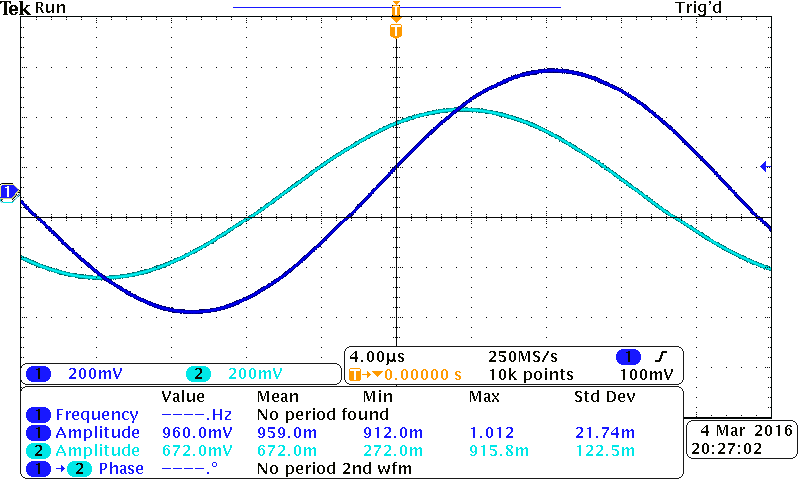 Tek Run Trig'd
T
T
1
4.00µs 250MS/s 1 ʃ
1 200mV 2 200mV T→▼0.00000 s 10k points 100mV
Value Mean Min Max Std Dev
1 Frequency ––––.Hz No period found
1 Amplitude 960.0mV 959.0m 912.0m 1.012 21.74m
2 Amplitude 672.0mV 672.0m 272.0m 915.8m 122.5m
1 →2 Phase ––––.° No period 2nd wfm
4 Mar 2016
20:27:02